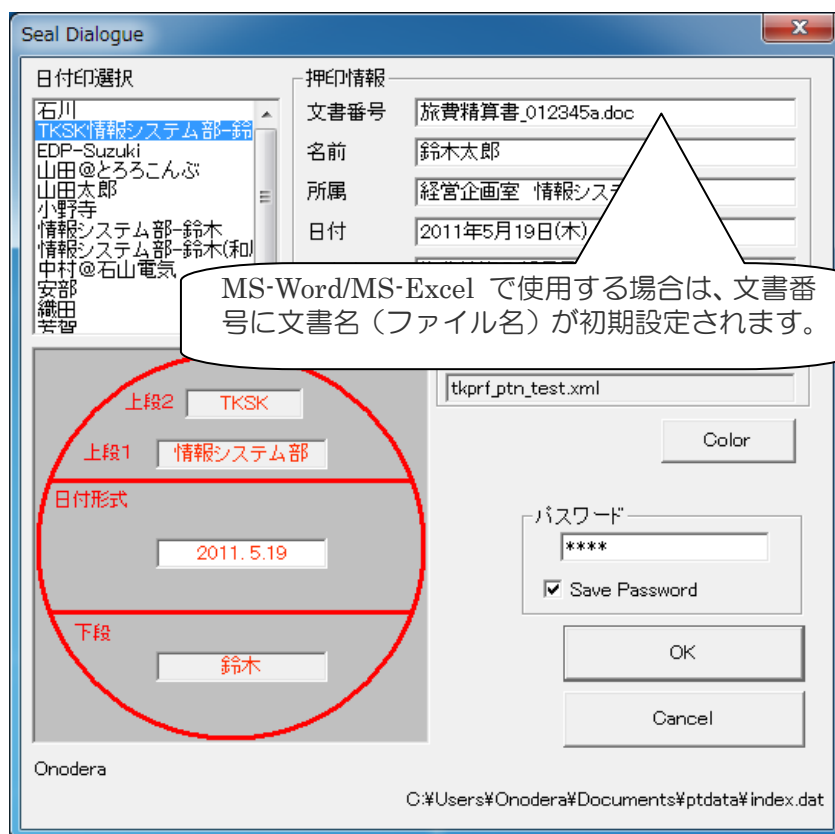 Seal Dialogue
日付印選択
石川
TKSK情報システム部-鈴
EDP-Suzuki
山田@とろろこんぶ
山田太郎
小野寺
情報システム部-鈴木
情報システム部-鈴木(和
中村@石山電気
安部
織田
芳賀
押印情報
文書番号 旅費精算書_012345a.doc
名前 鈴木太郎
所属 経営企画室 情報システ
日付 2011年5月19日(木)
MS-Word/MS-Excel で使用する場合は、文書番
号に文書名（ファイル名）が初期設定されます。
tkprf_ptn_test.xml
Color
上段2 TKSK
上段1 情報システム部
日付形式
2011. 5.19
下段
鈴木
パスワード
****
Save Password
OK
Cancel
Onodera
C:¥Users¥Onodera¥Documents¥ptdata¥index.dat